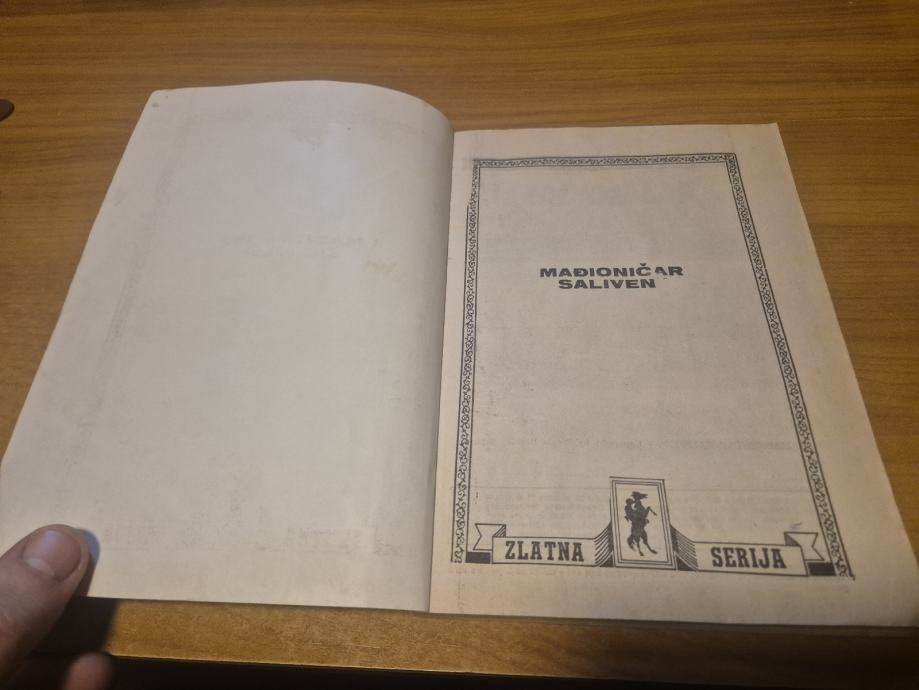 MAĐIONIČAR
SALIVEN
ZLATNA SERIJA